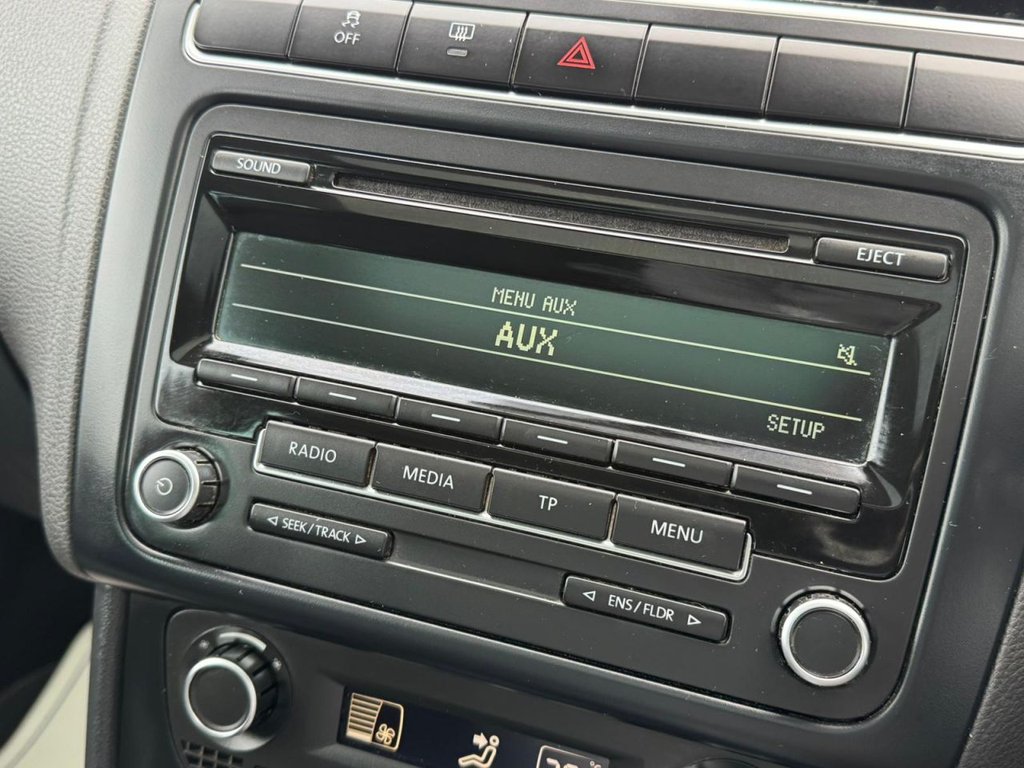 OFF
SOUND
EJECT
MENU AUX
AUX
SETUP
RADIO
MEDIA
TP
MENU
◁ SEEK/TRACK ▷
◁ ENS/FLDR ▷